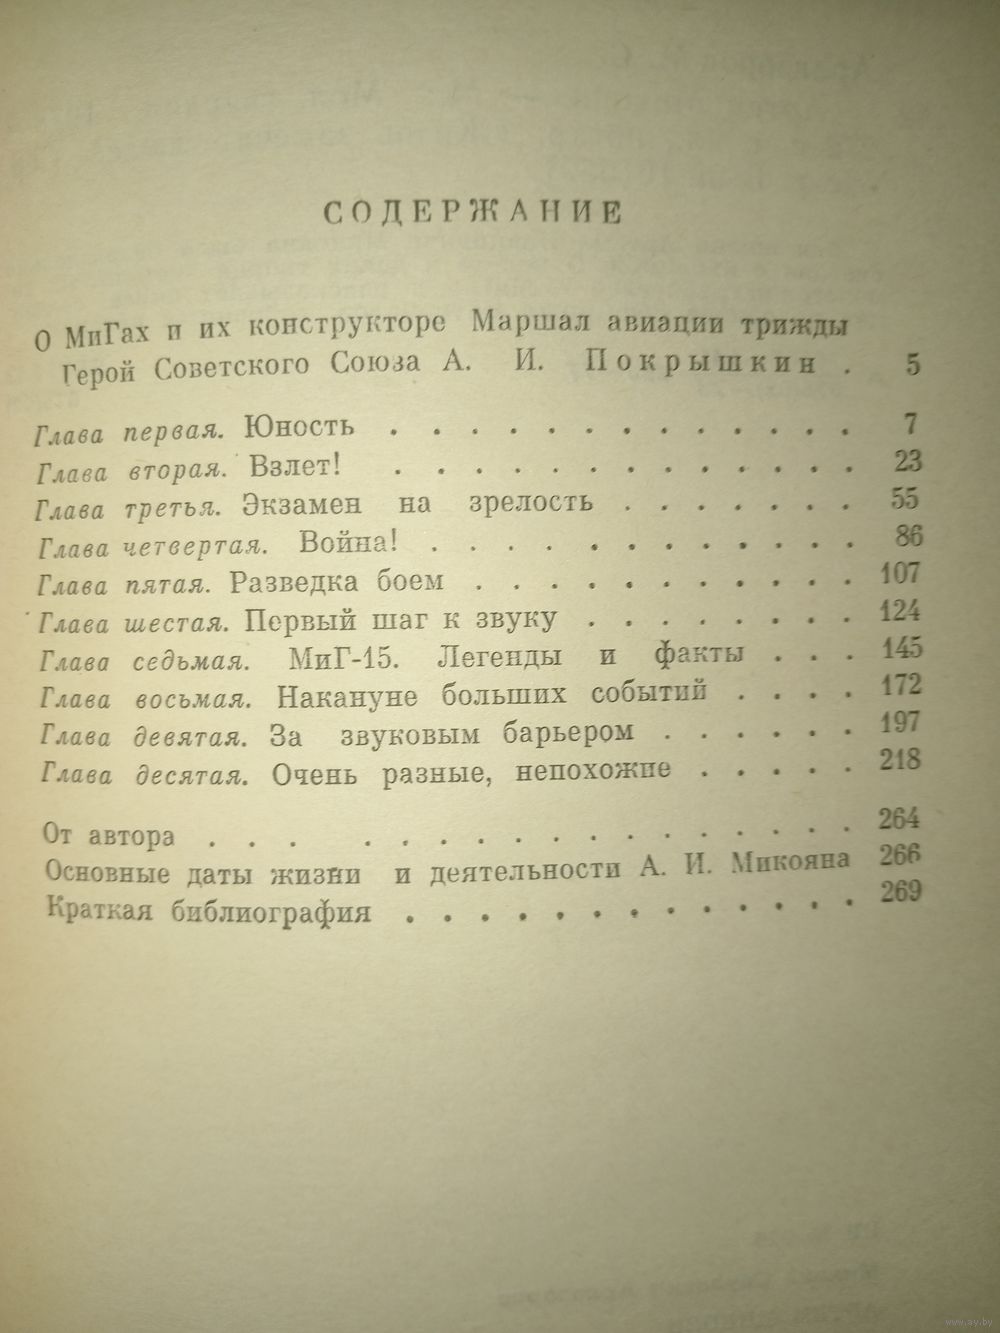 СОДЕРЖАНИЕ
О МиГах и их конструкторе Маршал авиации трижды
Герой Советского Союза А. И. Покрышкин . 5
Глава первая. Юность . . . . . . . . . . . . . 7
Глава вторая. Взлет! . . . . . . . . . . . . . 23
Глава третья. Экзамен на зрелость . . . . . . . 55
Глава четвертая. Война! . . . . . . . . . . . . 86
Глава пятая. Разведка боем . . . . . . . . . . . 107
Глава шестая. Первый шаг к звуку . . . . . . . . 124
Глава седьмая. МиГ-15. Легенды и факты . . . 145
Глава восьмая. Накануне больших событий . . . . 172
Глава девятая. За звуковым барьером . . . . . . 197
Глава десятая. Очень разные, непохожие . . . . . 218
От автора . . . . . . . . . . . . . . . . . 264
Основные даты жизни и деятельности А. И. Микояна 266
Краткая библиография . . . . . . . . . . . . . 269
www.ay.by